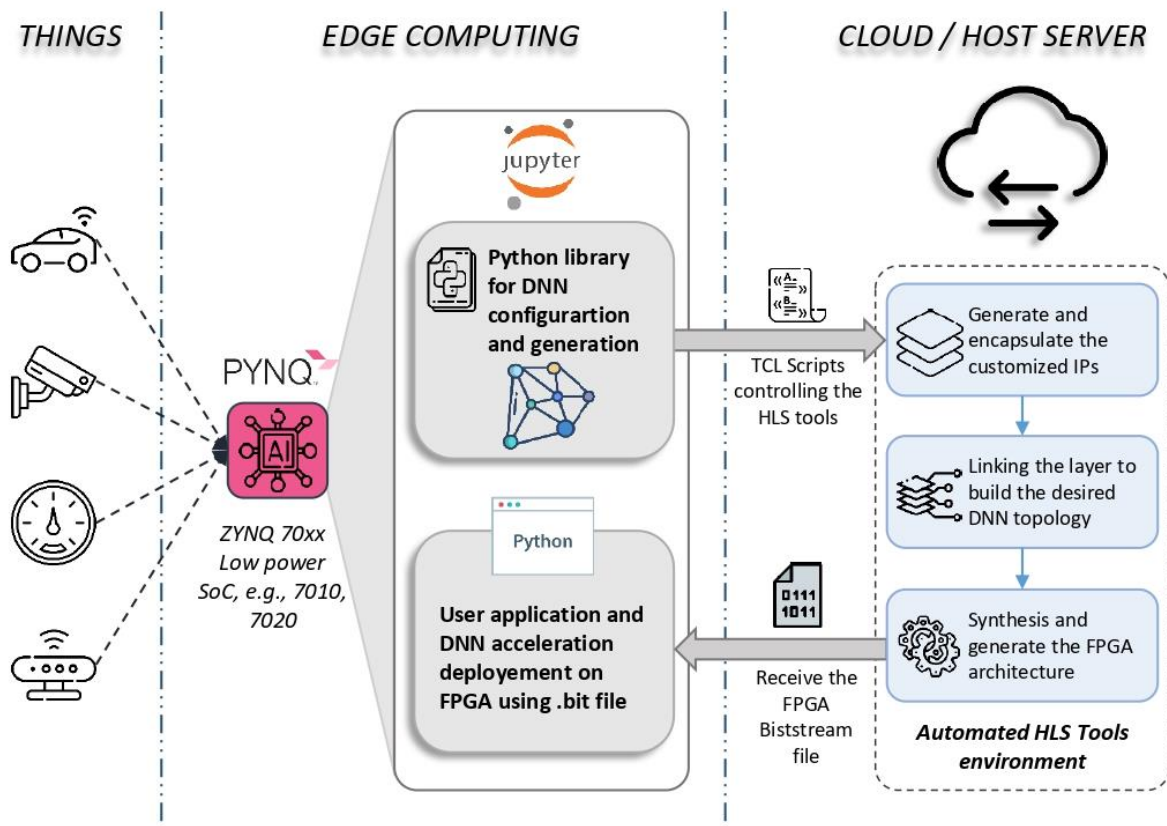 THINGS
EDGE COMPUTING
CLOUD / HOST SERVER
jupyter
Python library
for DNN
configurartion
and generation
PYNQ
AI
ZYNQ 70xx
Low power
SoC, e.g., 7010,
7020
Python
User application and
DNN acceleration
deployement on
FPGA using .bit file
«A
»
«B
»
TCL Scripts
controlling the
HLS tools
0111
1011
Receive the
FPGA
Biststream
file
Generate and
encapsulate the
customized IPs
Linking the layer to
build the desired
DNN topology
Synthesis and
generate the FPGA
architecture
Automated HLS Tools
environment